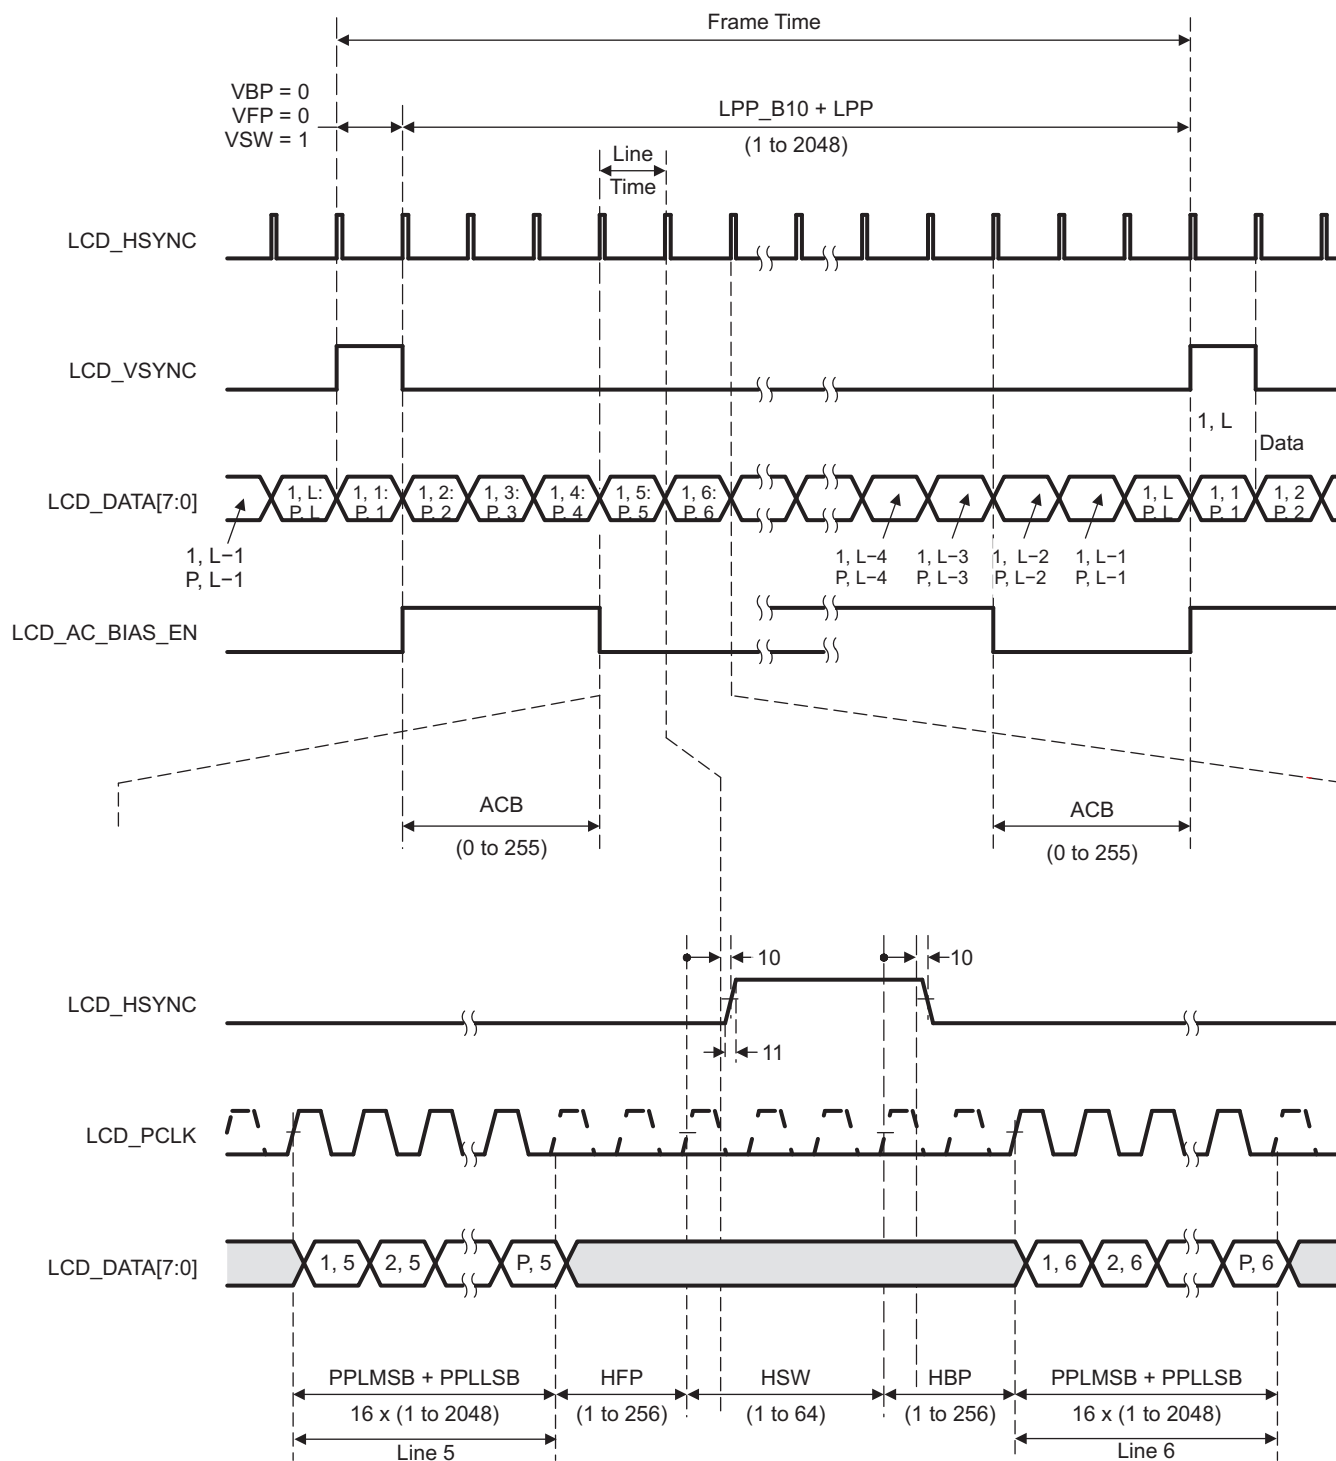 Frame Time
VBP = 0
VFP = 0
VSW = 1
LPP_B10 + LPP
(1 to 2048)
Line
Time
LCD_HSYNC
LCD_VSYNC
1, L
Data
LCD_DATA[7:0]
1, L: 1, 1: 1, 2: 1, 3: 1, 4: 1, 5: 1, 6: 1, L 1, 1 1, 2
P, L P, 1 P, 2 P, 3 P, 4 P, 5 P, 6 P, L P, 1 P, 2
1, L−1 1, L−4 1, L−3 1, L−2 1, L−1
P, L−1 P, L−4 P, L−3 P, L−2 P, L−1
LCD_AC_BIAS_EN
ACB ACB
(0 to 255) (0 to 255)
10 10
LCD_HSYNC
11
LCD_PCLK
LCD_DATA[7:0] 1, 5 2, 5 P, 5 1, 6 2, 6 P, 6
PPLMSB + PPLLSB HFP HSW HBP PPLMSB + PPLLSB
16 x (1 to 2048) (1 to 256) (1 to 64) (1 to 256) 16 x (1 to 2048)
Line 5 Line 6